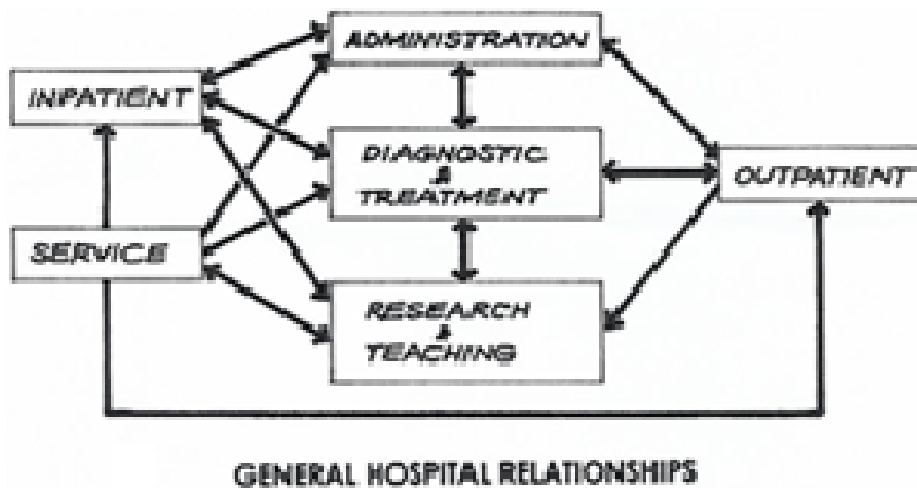 ADMINISTRATION
INPATIENT
DIAGNOSTIC
&
TREATMENT
OUTPATIENT
SERVICE
RESEARCH
&
TEACHING
GENERAL HOSPITAL RELATIONSHIPS